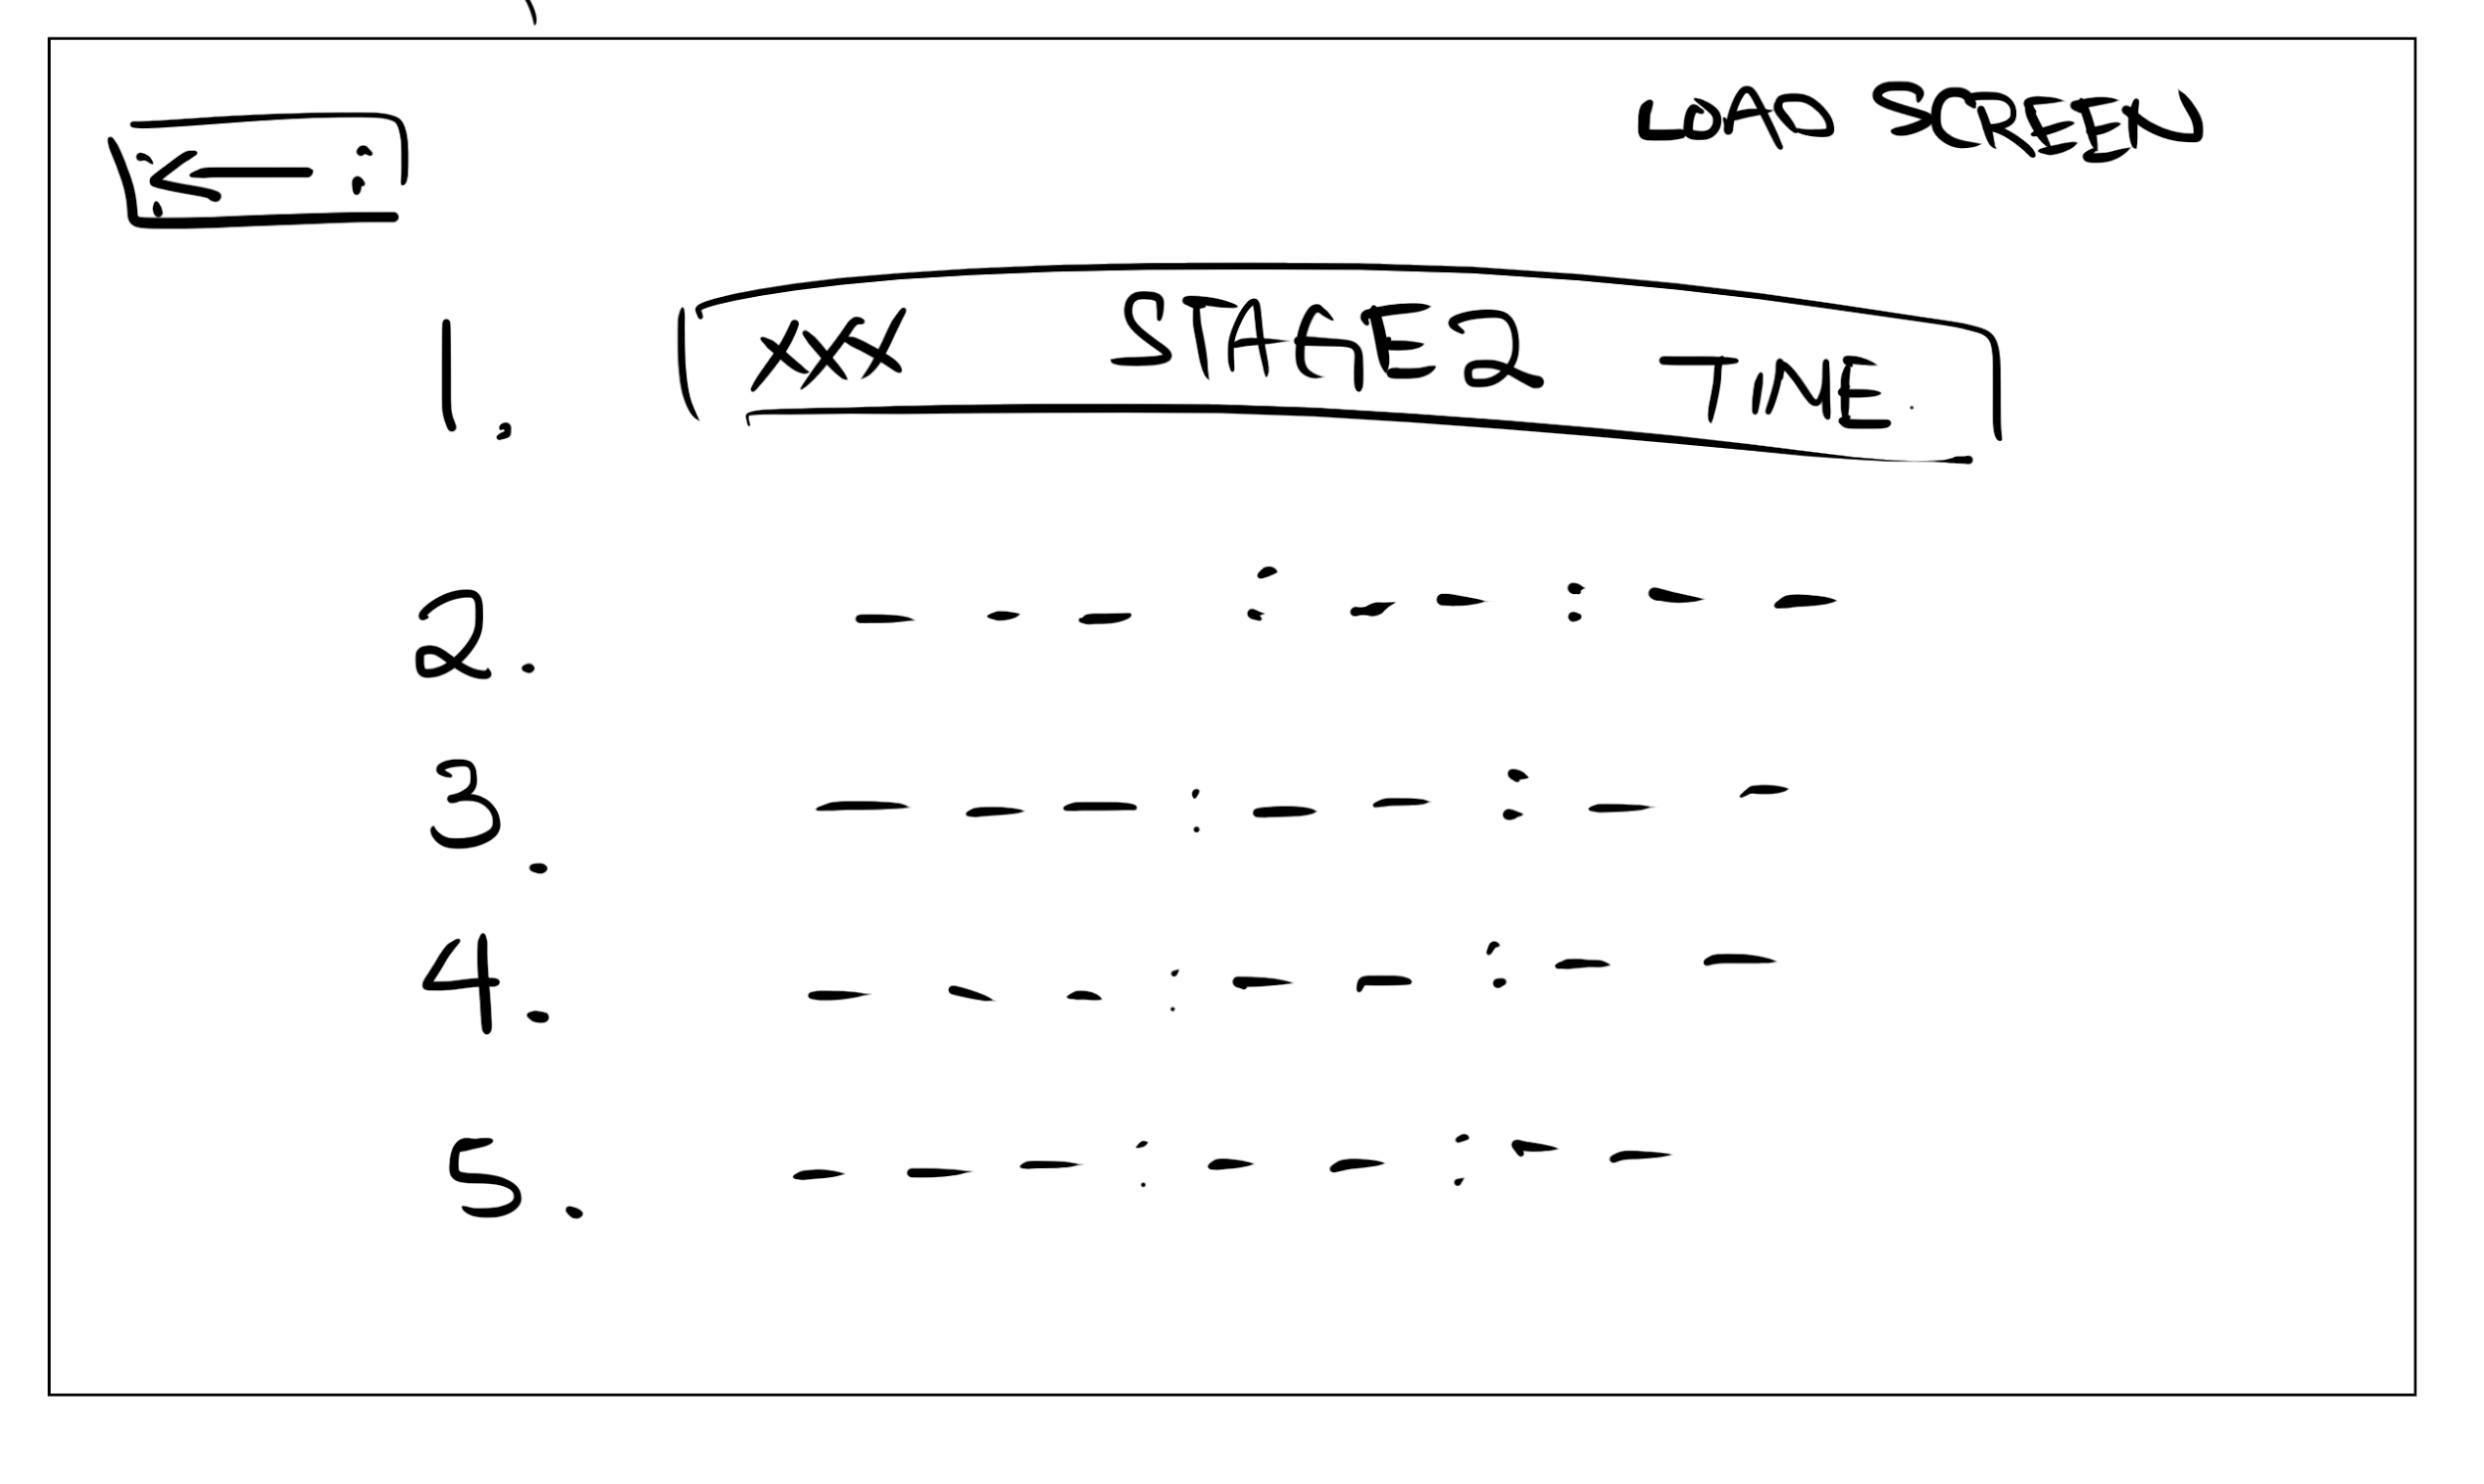 LOAD SCREEN
1. XXX STAGE2 TIME
2. - - - : - - : - -
3. - - - : - - : - -
4. - - - : - - : - -
5. - - - : - - : - -